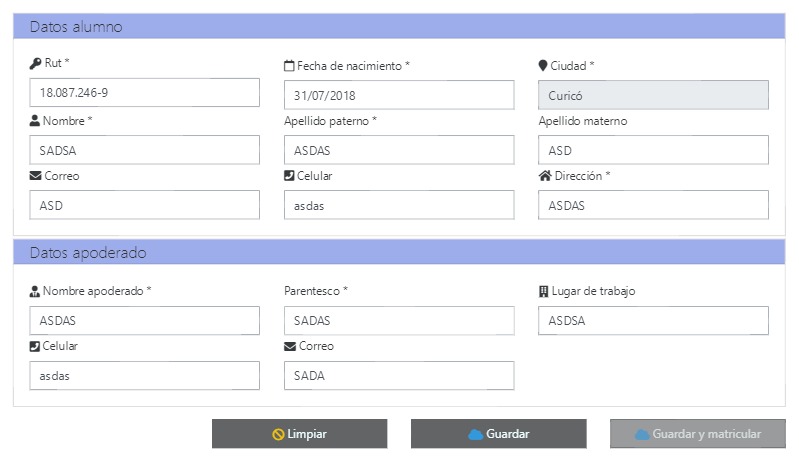 Datos alumno
Rut * Fecha de nacimiento * Ciudad *
18.087.246-9 31/07/2018 Curicó
Nombre * Apellido paterno * Apellido materno
SADSA ASDAS ASD
Correo Celular Dirección *
ASD asdas ASDAS
Datos apoderado
Nombre apoderado * Parentesco * Lugar de trabajo
ASDAS SADAS ASDSA
Celular Correo
asdas SADA
Limpiar Guardar Guardar y matricular